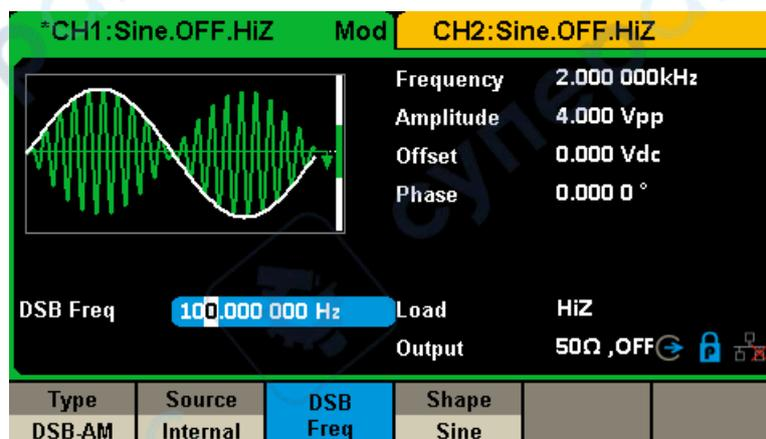 *CH1:Sine.OFF.HiZ Mod
CH2:Sine.OFF.HiZ
Frequency 2.000 000kHz
Amplitude 4.000 Vpp
Offset 0.000 Vdc
Phase 0.000 0 °
DSB Freq 100.000 000 Hz
Load HiZ
Output 50Ω ,OFF
Type Source DSB Shape
DSB-AM Internal Freq Sine